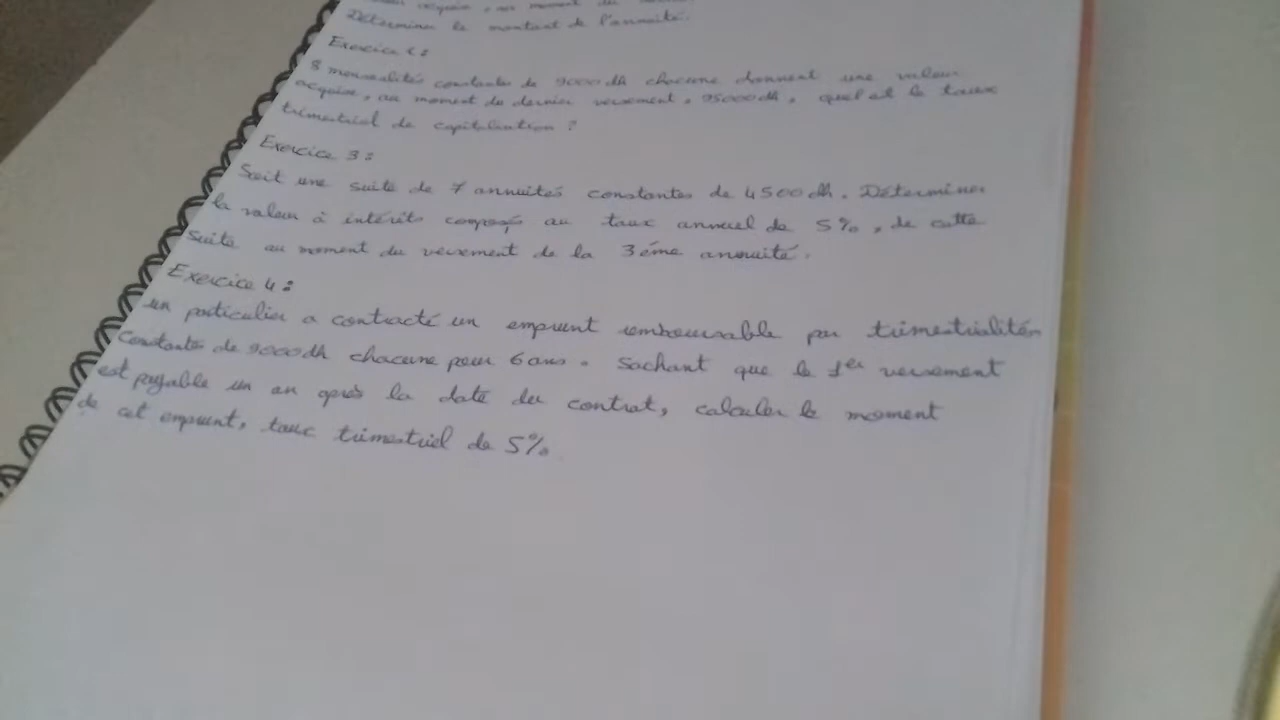 Déterminer le montant de l'annuité.
Exercice 2:
8 mensualités constantes de 9000 dh chacune donnent une valeur
acquise, au moment du dernier versement, 95000 dh, quel est le taux
trimestriel de capitalisation ?
Exercice 3:
Soit une suite de 7 annuités constantes de 4500 dh. Déterminer
la valeur à intérêts composés au taux annuel de 5%, de cette
suite au moment du versement de la 3éme annuité.
Exercice 4:
un particulier a contracté un emprunt remboursable par trimestrialités
constantes de 9000 dh chacune pour 6 ans. Sachant que le 1er versement
est payable un an après la date du contrat, calculer le moment
de cet emprunt, taux trimestriel de 5%